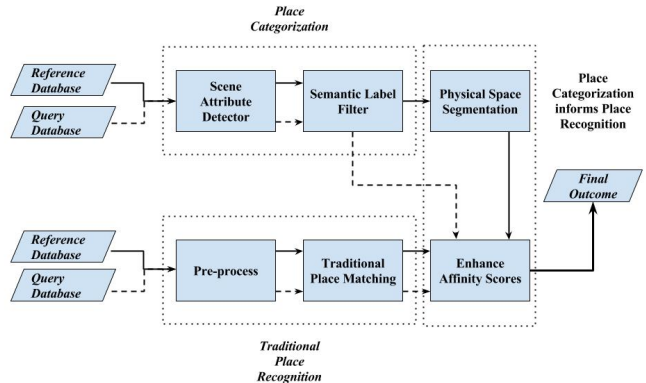 Place
Categorization
Reference
Database
Query
Database
Scene
Attribute
Detector
Semantic Label
Filter
Physical Space
Segmentation
Place
Categorization
informs Place
Recognition
Final
Outcome
Reference
Database
Query
Database
Pre-process
Traditional
Place Matching
Enhance
Affinity Scores
Traditional
Place
Recognition